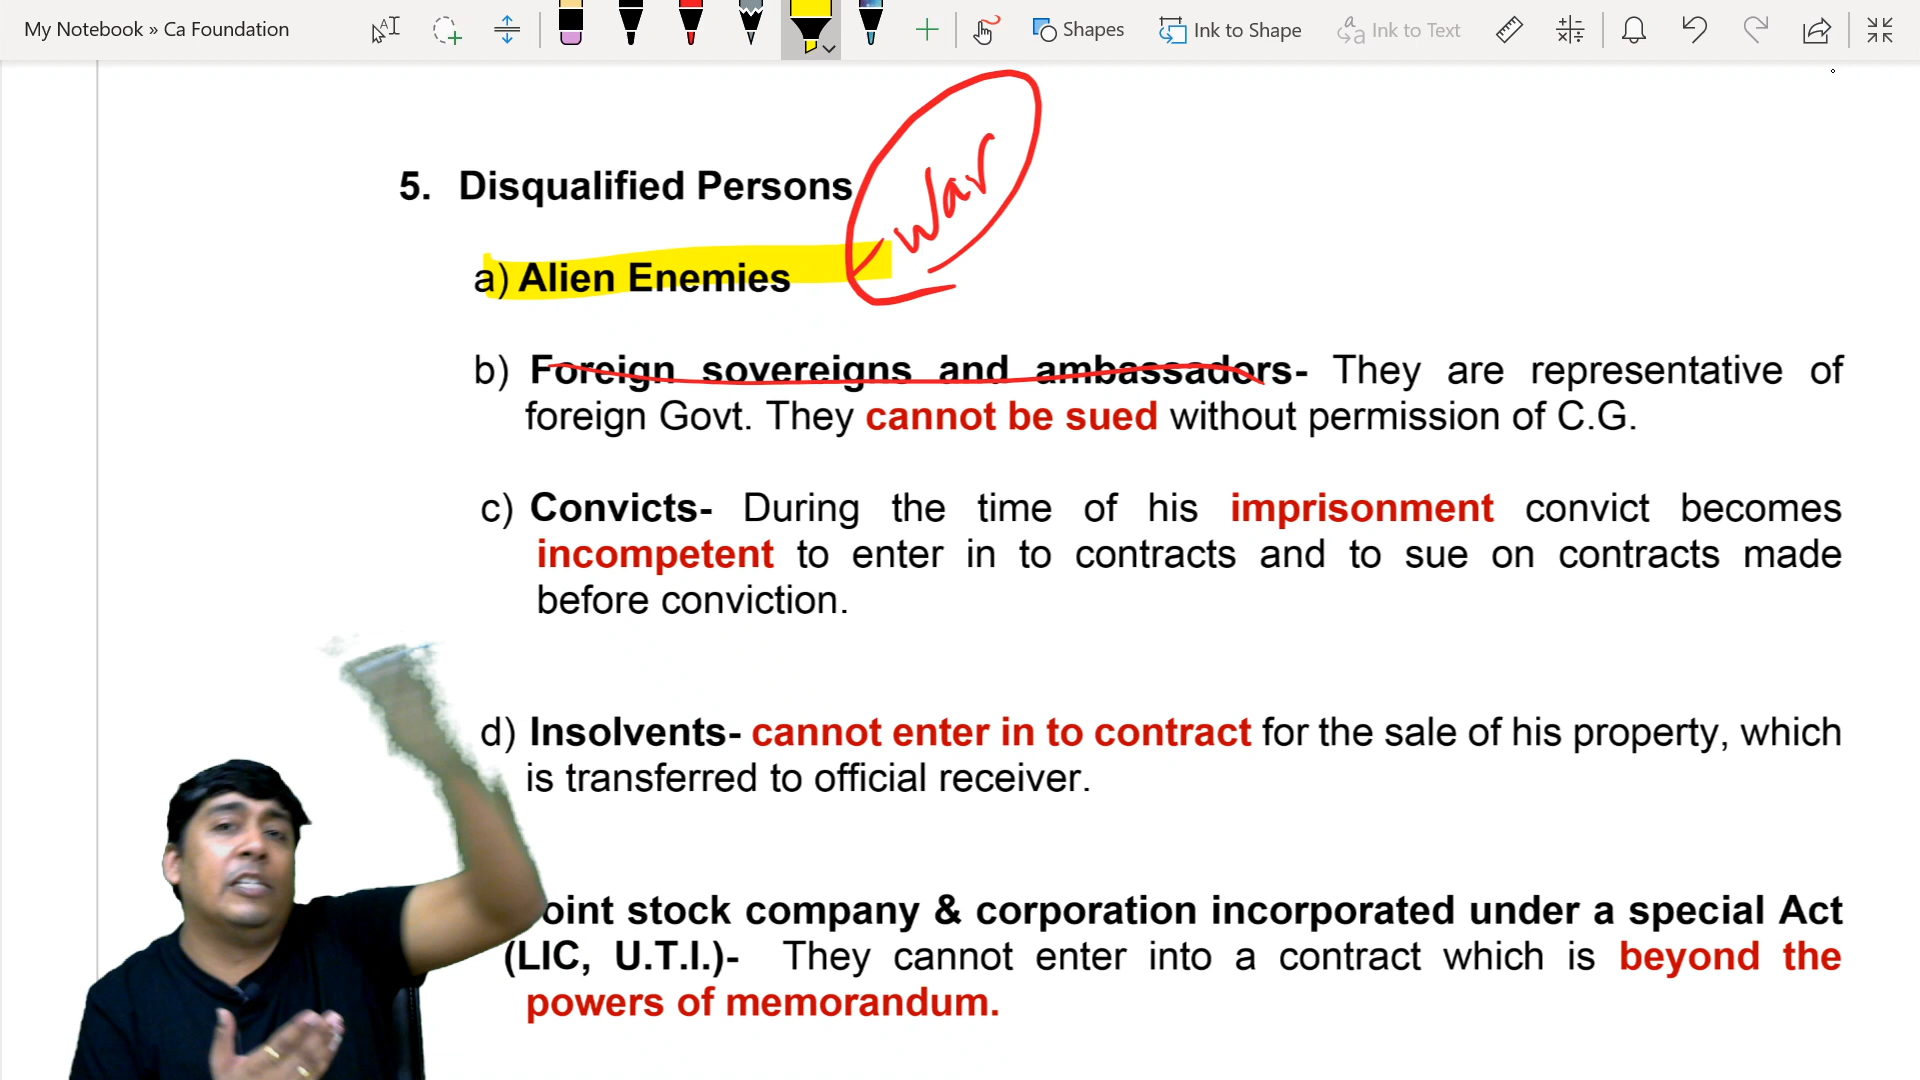 My Notebook » Ca Foundation
Shapes
Ink to Shape
Ink to Text
5. Disqualified Persons
War
a) Alien Enemies
b) Foreign sovereigns and ambassadors- They are representative of
foreign Govt. They cannot be sued without permission of C.G.
c) Convicts- During the time of his imprisonment convict becomes
incompetent to enter in to contracts and to sue on contracts made
before conviction.
d) Insolvents- cannot enter in to contract for the sale of his property, which
is transferred to official receiver.
oint stock company & corporation incorporated under a special Act
(LIC, U.T.I.)- They cannot enter into a contract which is beyond the
powers of memorandum.